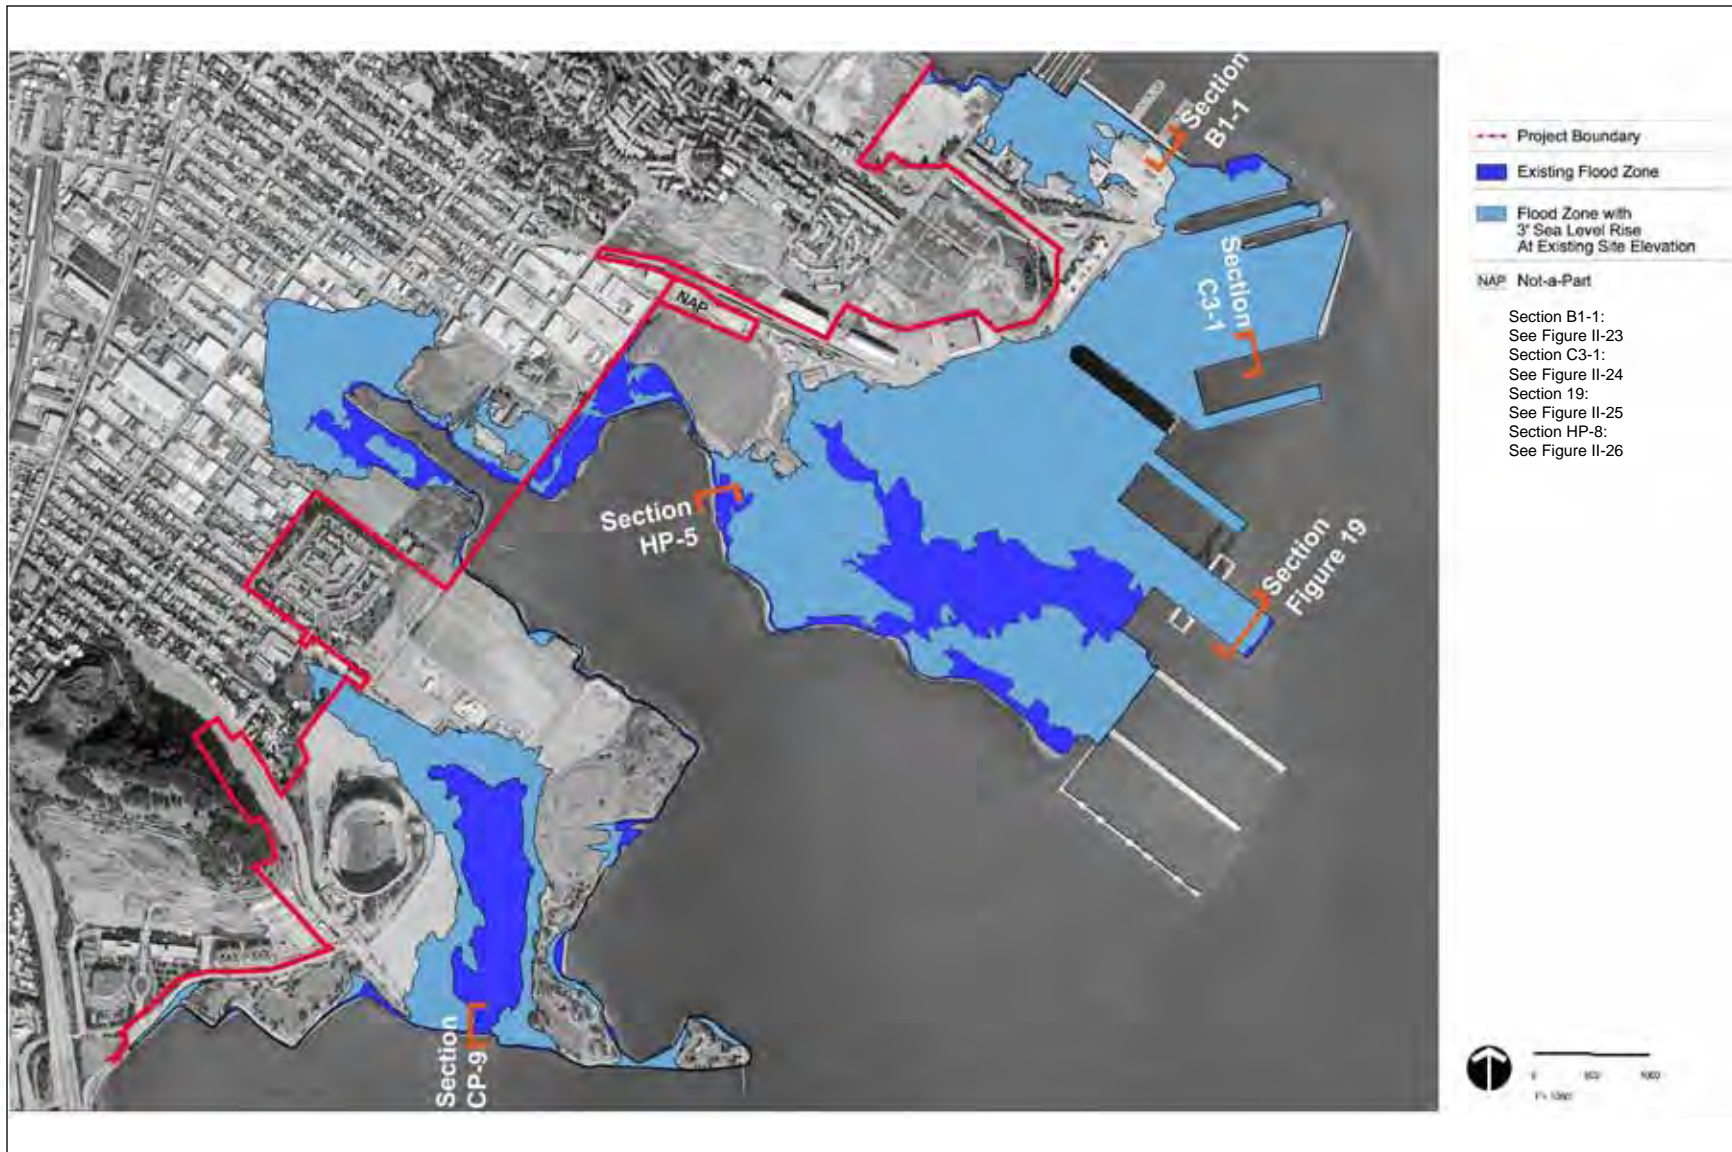 Section
B1-1
Section
C3-1
NAP
Section
HP-5
Section
Figure 19
Section
CP-9
Project Boundary
Existing Flood Zone
Flood Zone with
3' Sea Level Rise
At Existing Site Elevation
NAP Not-a-Part
Section B1-1:
See Figure II-23
Section C3-1:
See Figure II-24
Section 19:
See Figure II-25
Section HP-8:
See Figure II-26